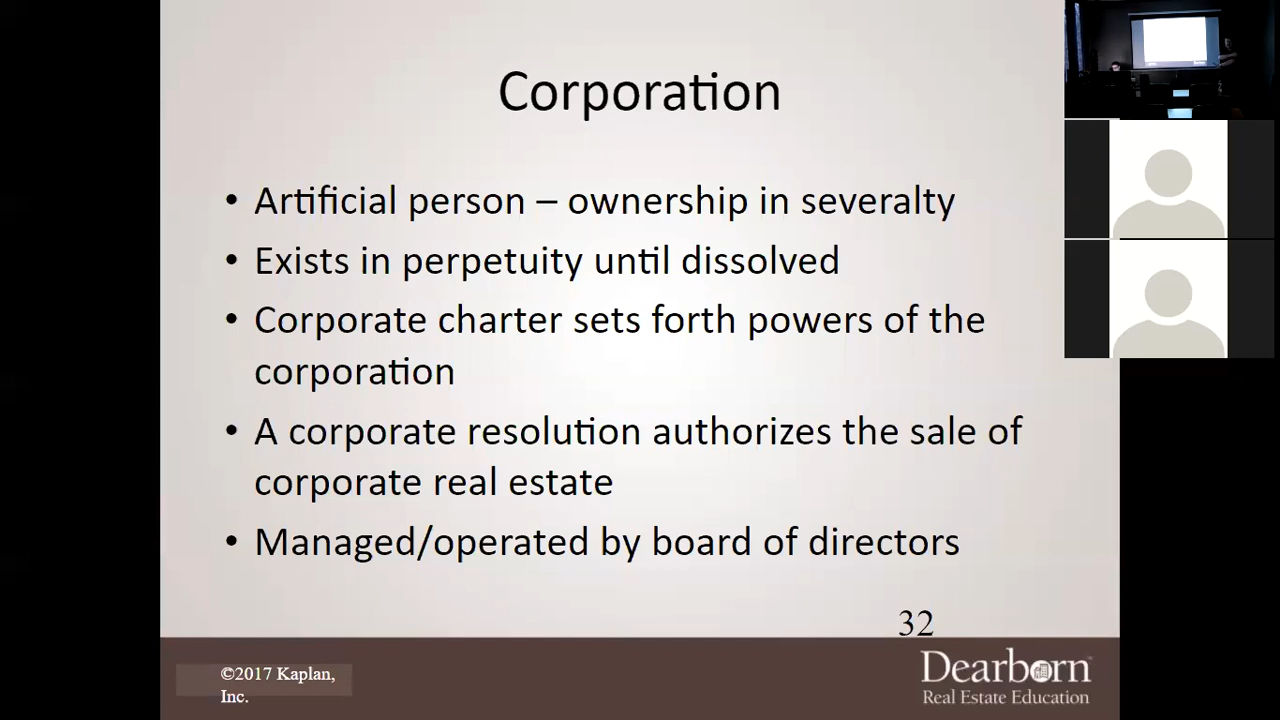 Corporation
• Artificial person – ownership in severalty
• Exists in perpetuity until dissolved
• Corporate charter sets forth powers of the
corporation
• A corporate resolution authorizes the sale of
corporate real estate
• Managed/operated by board of directors
32
©2017 Kaplan,
Inc.
Dearborn
Real Estate Education